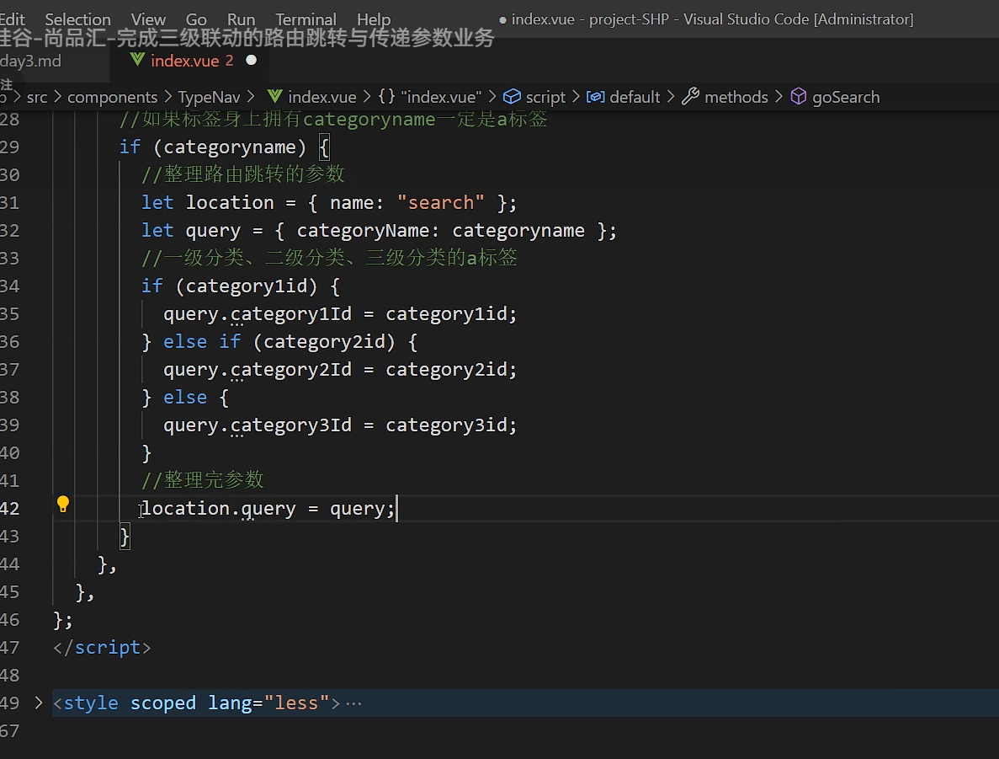 Edit Selection View Go Run Terminal Help ● index.vue - project-SHP - Visual Studio Code [Administrator]
硅谷-尚品汇-完成三级联动的路由跳转与传递参数业务
day3.md index.vue 2 ●
注
> src > components > TypeNav > index.vue > {} "index.vue" > script > default > methods > goSearch
28 //如果标签身上拥有categoryname一定是a标签
29 if (categoryname) {
30 //整理路由跳转的参数
31 let location = { name: "search" };
32 let query = { categoryName: categoryname };
33 //一级分类、二级分类、三级分类的a标签
34 if (category1id) {
35 query.category1Id = category1id;
36 } else if (category2id) {
37 query.category2Id = category2id;
38 } else {
39 query.category3Id = category3id;
40 }
41 //整理完参数
42 location.query = query;
43 }
44 },
45 },
46 };
47 </script>
48
49 > <style scoped lang="less">···
67